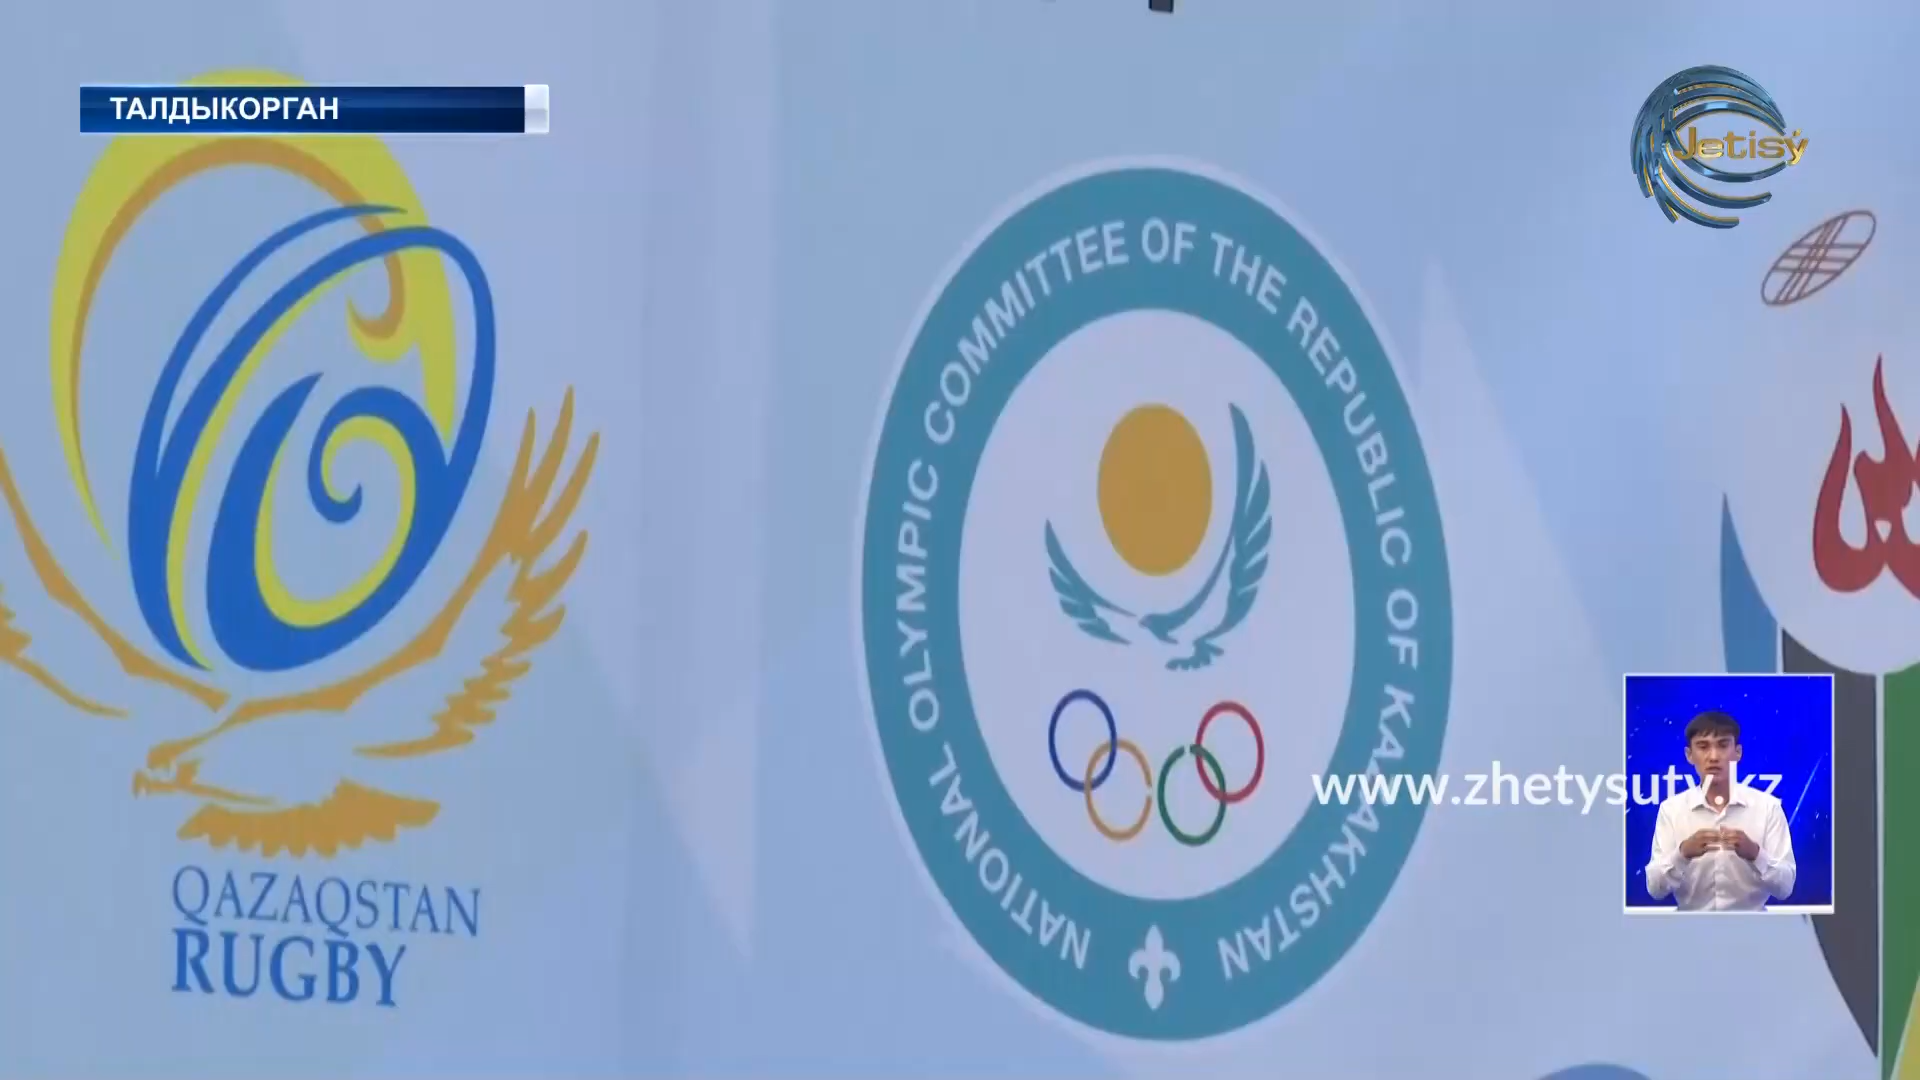 ТАЛДЫКОРГАН
Jetisý
NATIONAL OLYMPIC COMMITTEE OF THE REPUBLIC OF KAZAKHSTAN
www.zhetysutv.kz
QAZAQSTAN
RUGBY